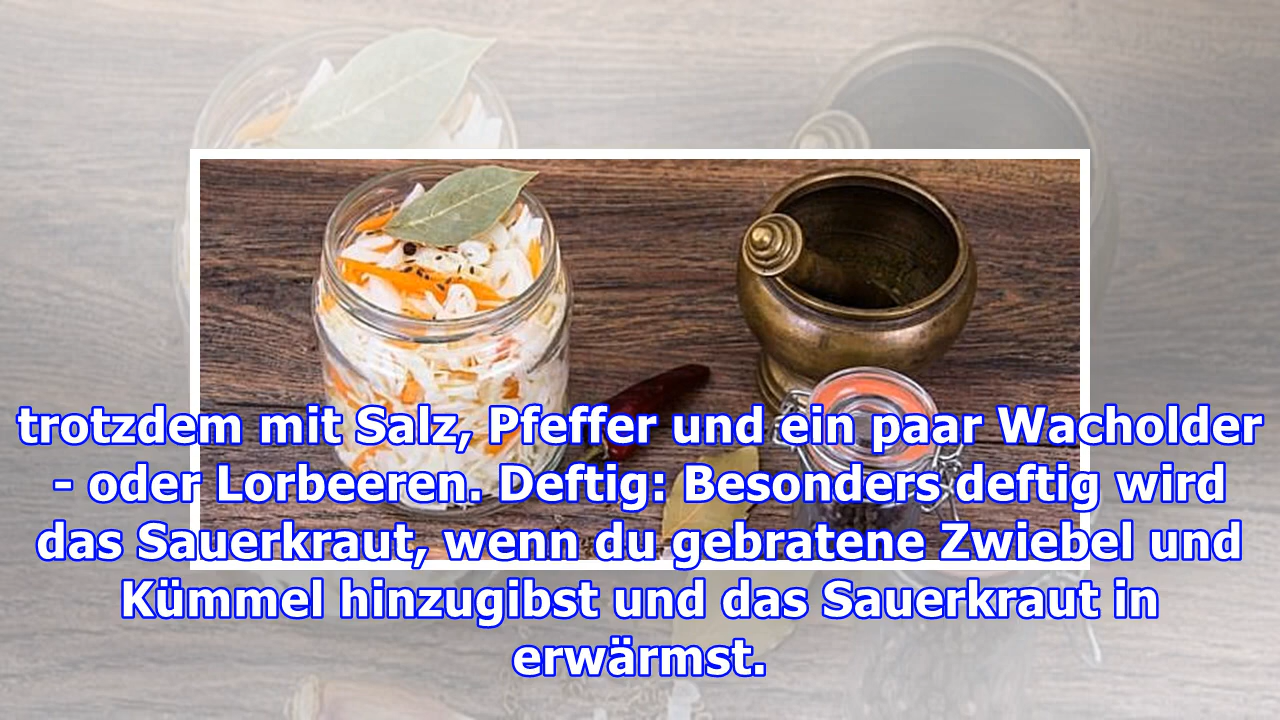 trotzdem mit Salz, Pfeffer und ein paar Wacholder
- oder Lorbeeren. Deftig: Besonders deftig wird
das Sauerkraut, wenn du gebratene Zwiebel und
Kümmel hinzugibst und das Sauerkraut in
erwärmst.